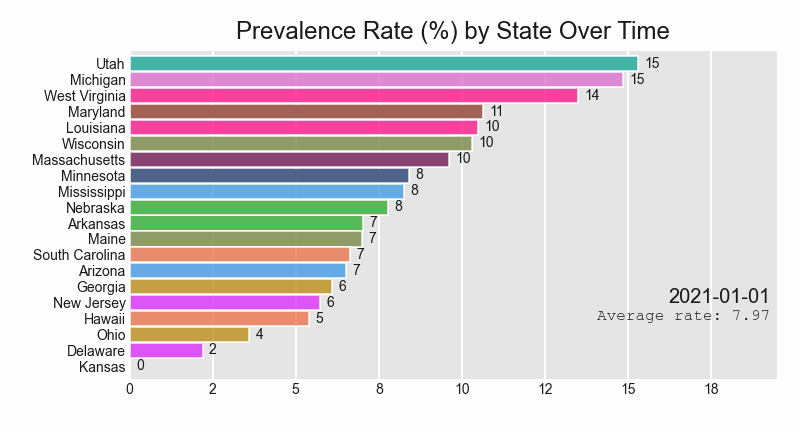 Prevalence Rate (%) by State Over Time
Utah 15
Michigan 15
West Virginia 14
Maryland 11
Louisiana 10
Wisconsin 10
Massachusetts 10
Minnesota 8
Mississippi 8
Nebraska 8
Arkansas 7
Maine 7
South Carolina 7
Arizona 7
Georgia 6
New Jersey 6
2021-01-01
Hawaii 5
Average rate: 7.97
Ohio 4
Delaware 2
Kansas 0
0 2 5 8 10 12 15 18